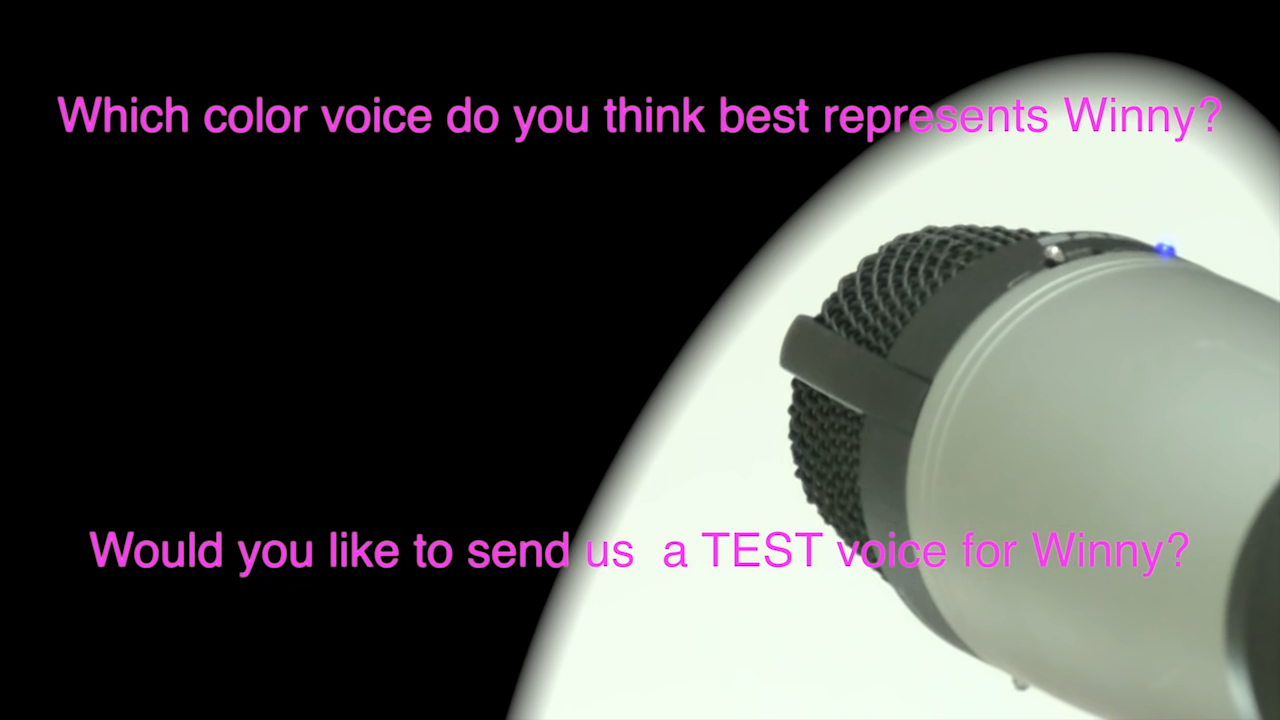 Which color voice do you think best represents Winny?
Would you like to send us  a TEST voice for Winny?